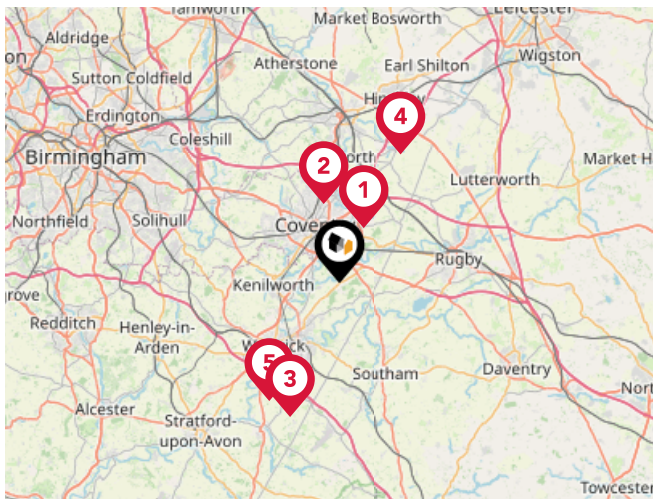 Tamworth
Market Bosworth
Leicester
Aldridge
Wigston
Atherstone
Earl Shilton
Sutton Coldfield
4
Erdington
Coleshill
Birmingham
2
Market H
Lutterworth
1
Northfield
Solihull
Rugby
Kenilworth
grove
Redditch
Henley-in-
Arden
5
3
Southam
Daventry
Nort
Alcester
Stratford-
upon-Avon
Towcester